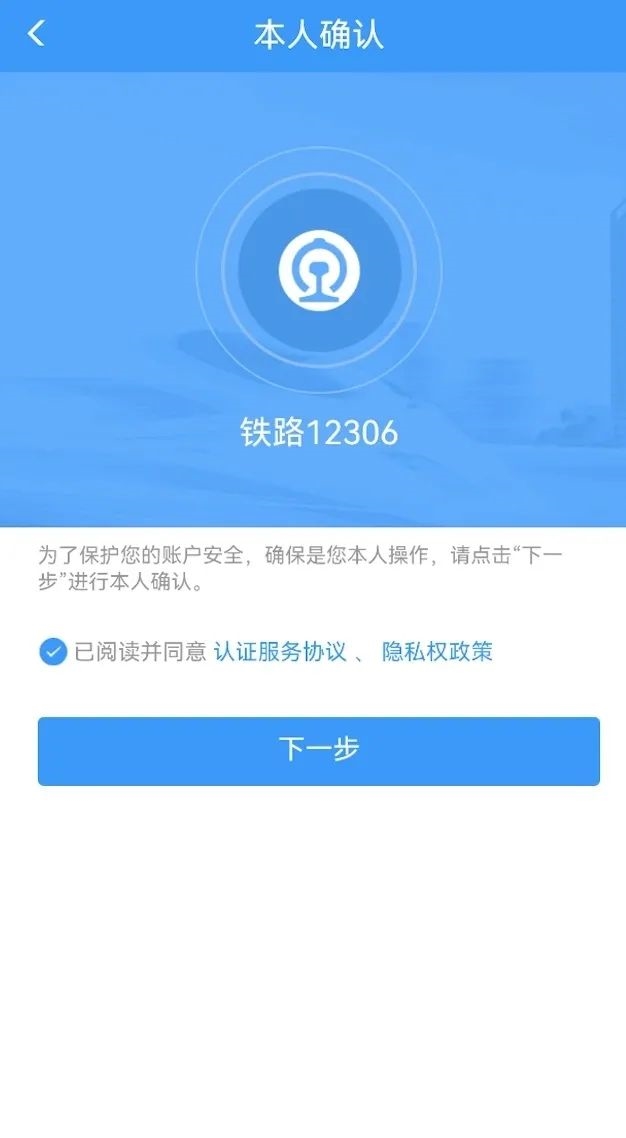 本人确认
铁路12306
为了保护您的账户安全，确保是您本人操作，请点击“下一
步”进行本人确认。
已阅读并同意 认证服务协议 、 隐私权政策
下一步